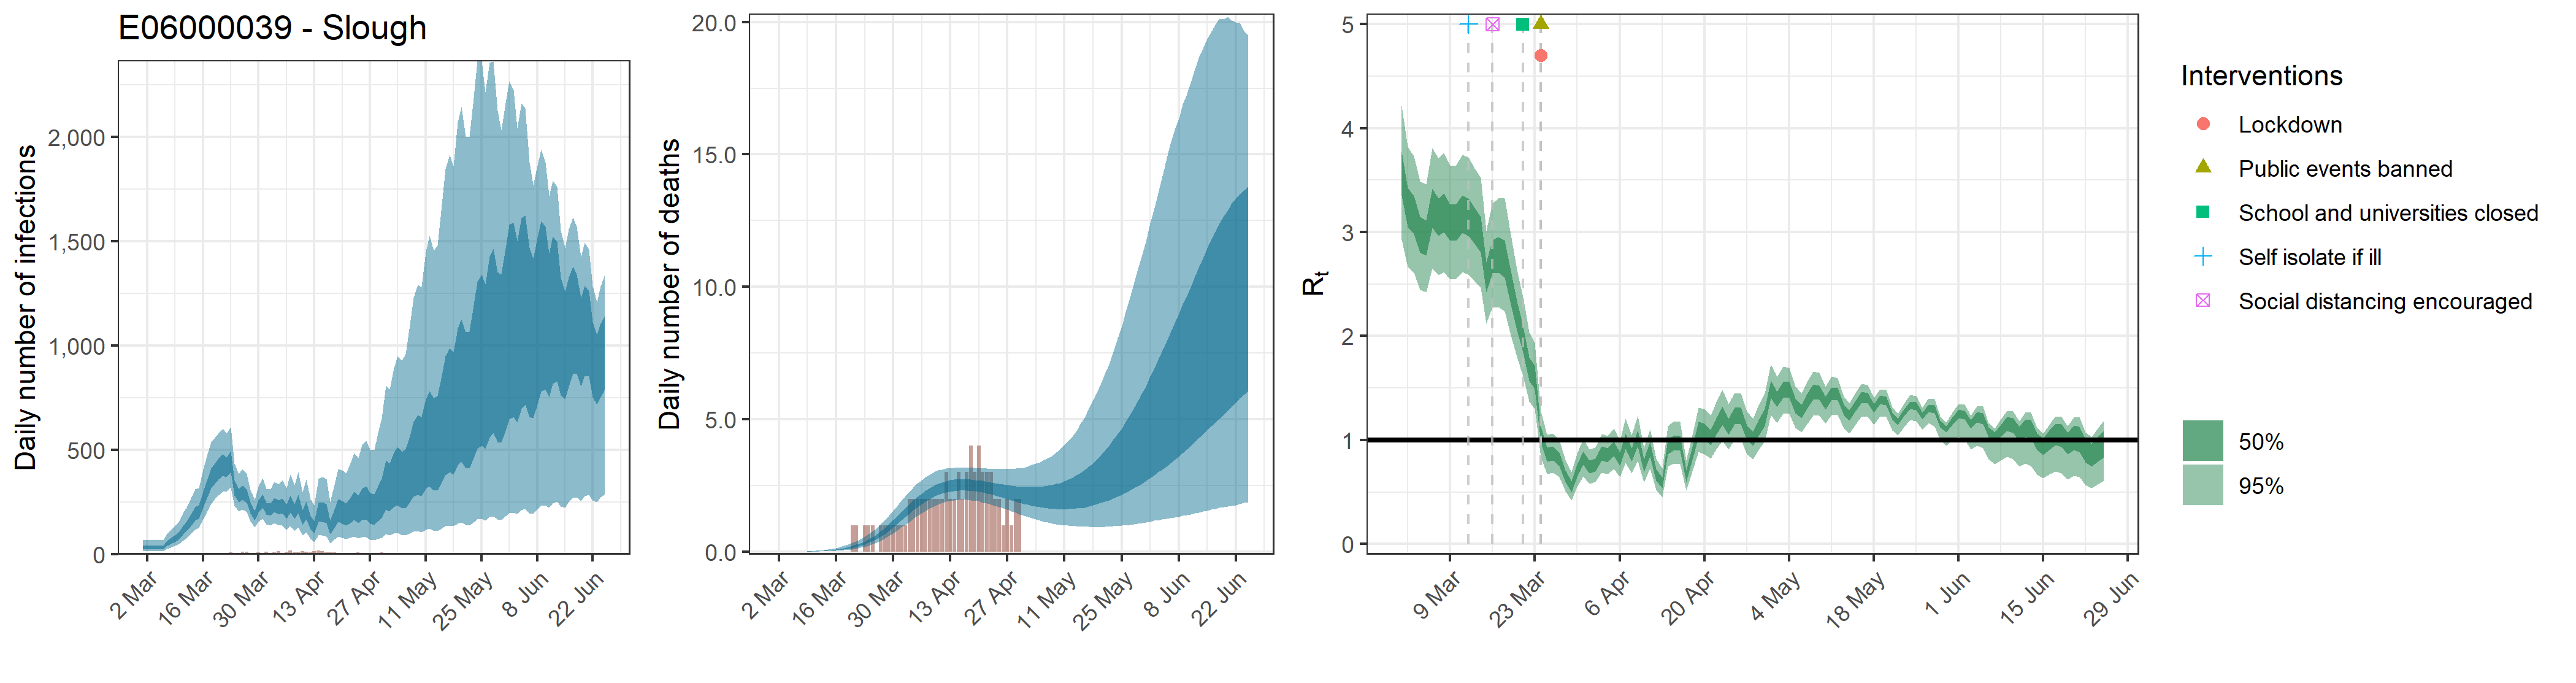 E06000039 - Slough
Daily number of infections
2,000
1,500
1,000
500
0
2 Mar
16 Mar
30 Mar
13 Apr
27 Apr
11 May
25 May
8 Jun
22 Jun
Daily number of deaths
20.0
15.0
10.0
5.0
0.0
2 Mar
16 Mar
30 Mar
13 Apr
27 Apr
11 May
25 May
8 Jun
22 Jun
Rt
5
4
3
2
1
0
9 Mar
23 Mar
6 Apr
20 Apr
4 May
18 May
1 Jun
15 Jun
29 Jun
Interventions
Lockdown
Public events banned
School and universities closed
Self isolate if ill
Social distancing encouraged
50%
95%